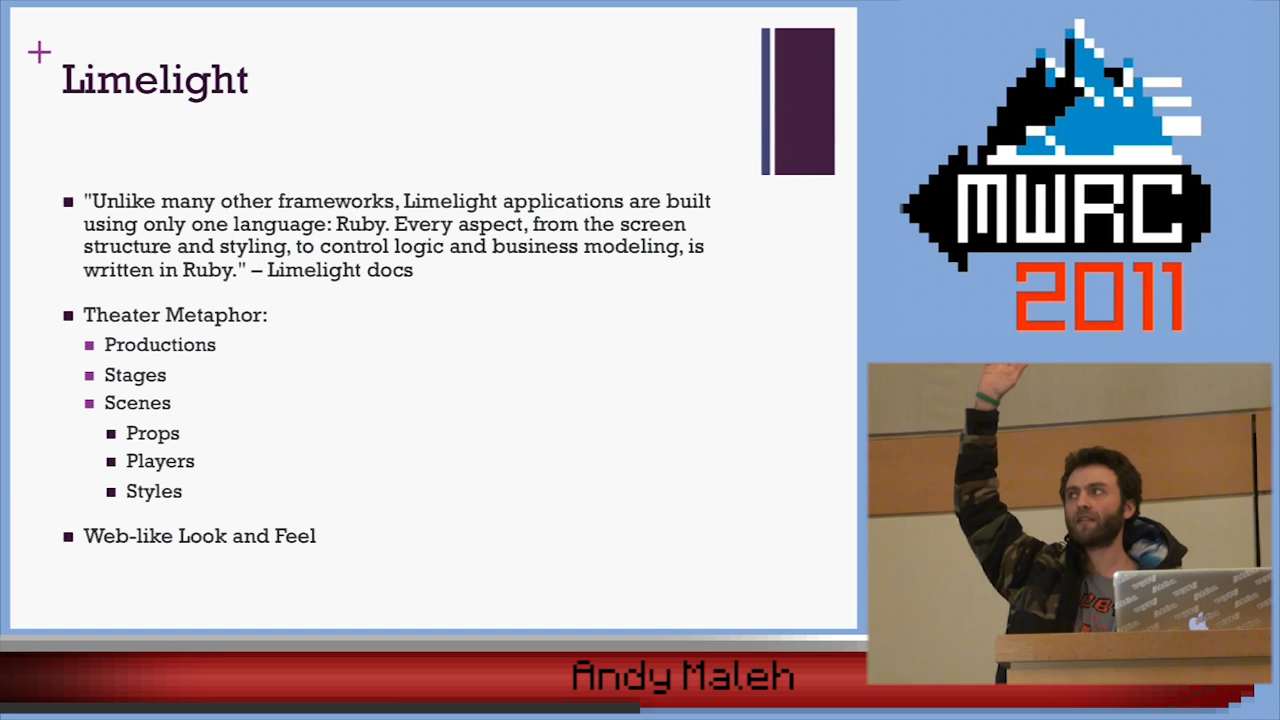 +
Limelight
"Unlike many other frameworks, Limelight applications are built
using only one language: Ruby. Every aspect, from the screen
structure and styling, to control logic and business modeling, is
written in Ruby." – Limelight docs
Theater Metaphor:
Productions
Stages
Scenes
Props
Players
Styles
Web-like Look and Feel
MWRC
2011
Andy Maleh